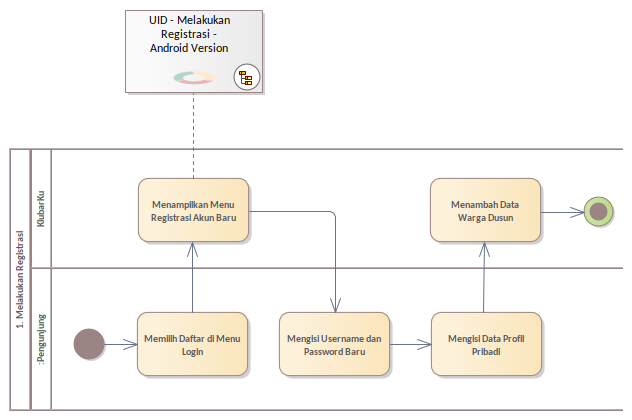 UID - Melakukan
Registrasi -
Android Version
1. Melakukan Registrasi
KlubarKu
Menampilkan Menu
Registrasi Akun Baru
Menambah Data
Warga Dusun
:Pengunjung
Memilih Daftar di Menu
Login
Mengisi Username dan
Password Baru
Mengisi Data Profil
Pribadi